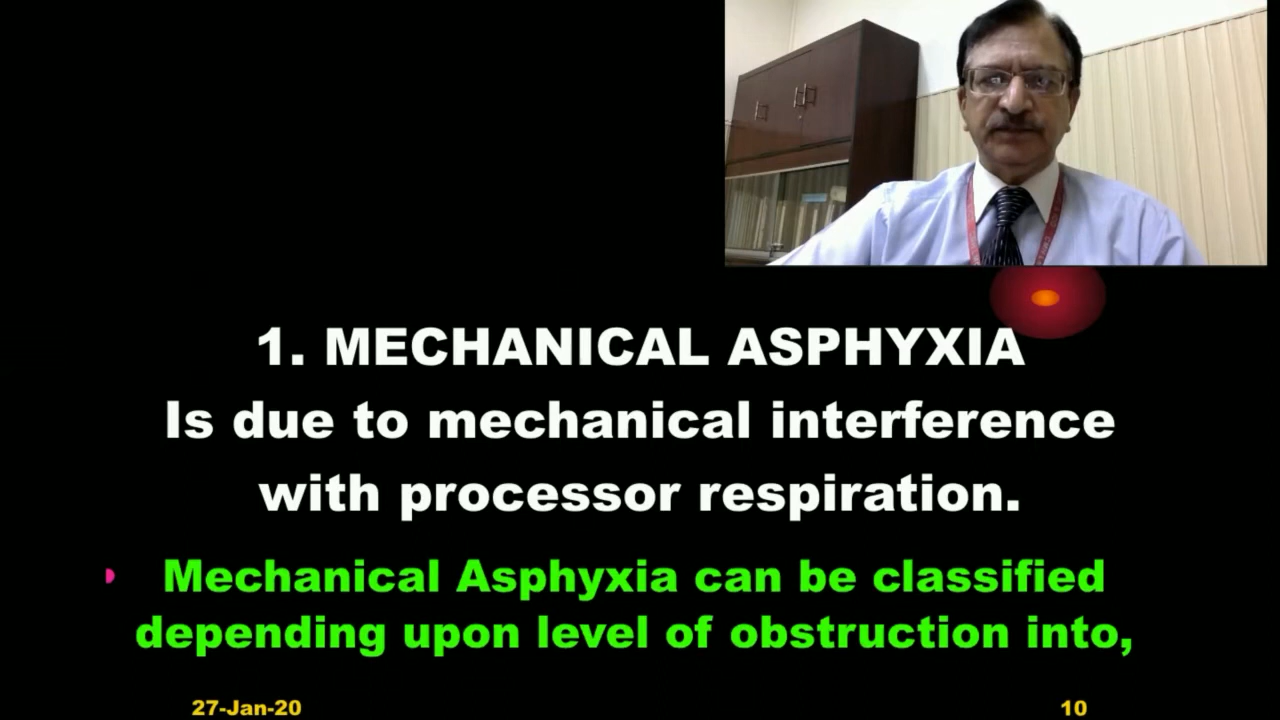 1. MECHANICAL ASPHYXIA
Is due to mechanical interference
with processor respiration.
Mechanical Asphyxia can be classified
depending upon level of obstruction into,
27-Jan-20
10